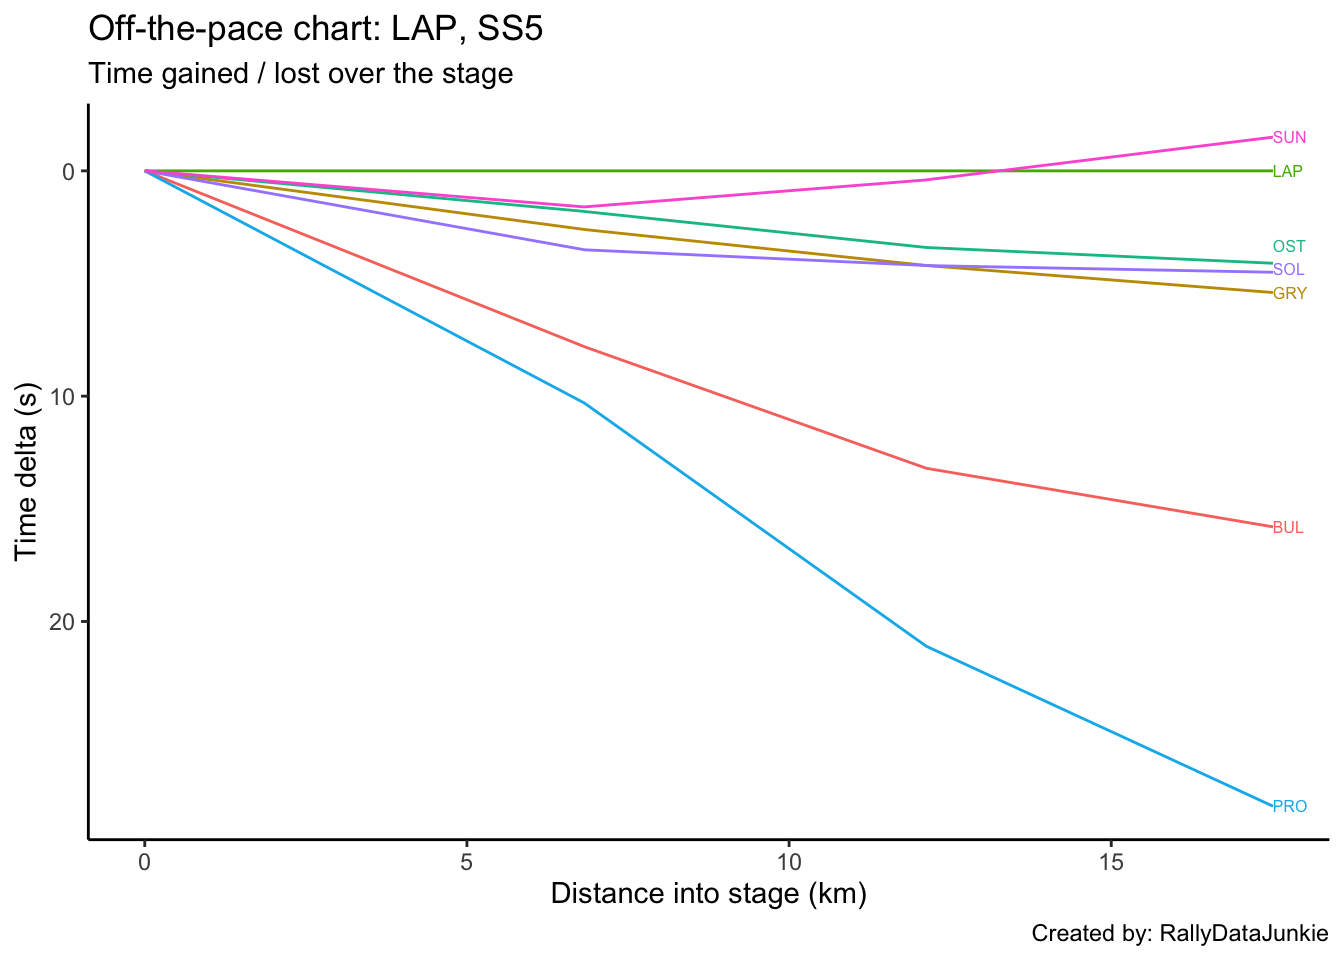 Off-the-pace chart: LAP, SS5
Time gained / lost over the stage
Time delta (s)
0
10
20
SUN
LAP
OST
SOL
GRY
BUL
PRO
0 5 10 15
Distance into stage (km)
Created by: RallyDataJunkie